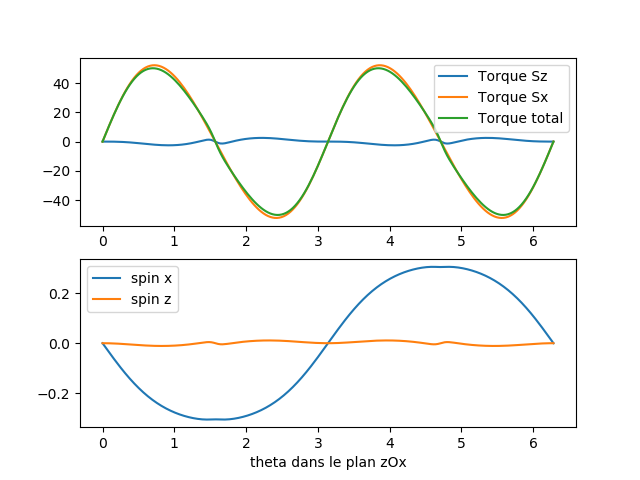 40
20
0
−20
−40
Torque Sz
Torque Sx
Torque total
0 1 2 3 4 5 6
0.2
0.0
−0.2
spin x
spin z
0 1 2 3 4 5 6
theta dans le plan zOx